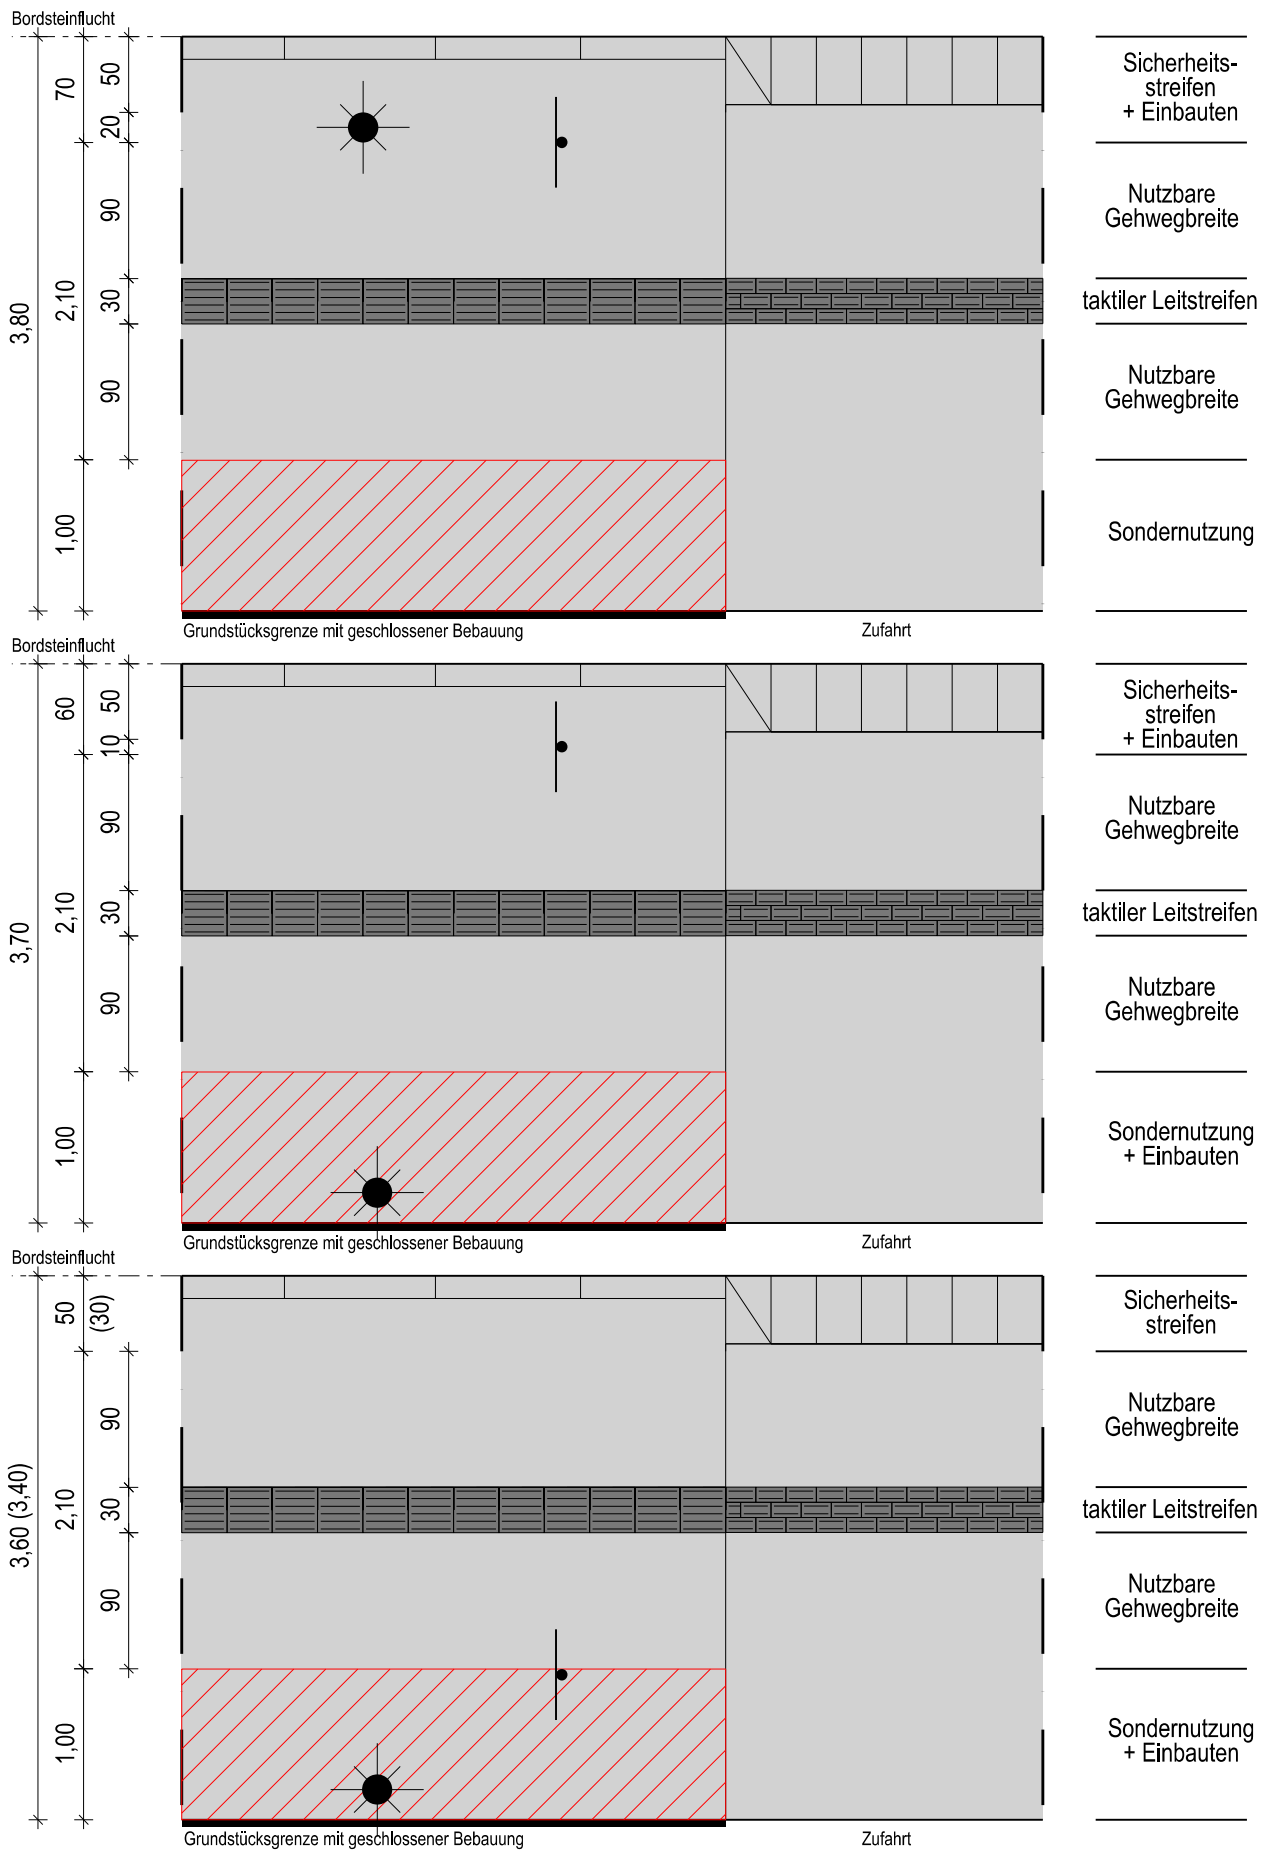 Bordsteinflucht
3,80
70
2,10
1,00
50
20
90
30
90
Sicherheits-
streifen
+ Einbauten
Nutzbare
Gehwegbreite
taktiler Leitstreifen
Nutzbare
Gehwegbreite
Sondernutzung
Grundstücksgrenze mit geschlossener Bebauung
Zufahrt
Bordsteinflucht
3,70
60
2,10
1,00
50
10
90
30
90
Sicherheits-
streifen
+ Einbauten
Nutzbare
Gehwegbreite
taktiler Leitstreifen
Nutzbare
Gehwegbreite
Sondernutzung
+ Einbauten
Grundstücksgrenze mit geschlossener Bebauung
Zufahrt
Bordsteinflucht
3,60 (3,40)
50
(30)
2,10
1,00
90
30
90
Sicherheits-
streifen
Nutzbare
Gehwegbreite
taktiler Leitstreifen
Nutzbare
Gehwegbreite
Sondernutzung
+ Einbauten
Grundstücksgrenze mit geschlossener Bebauung
Zufahrt